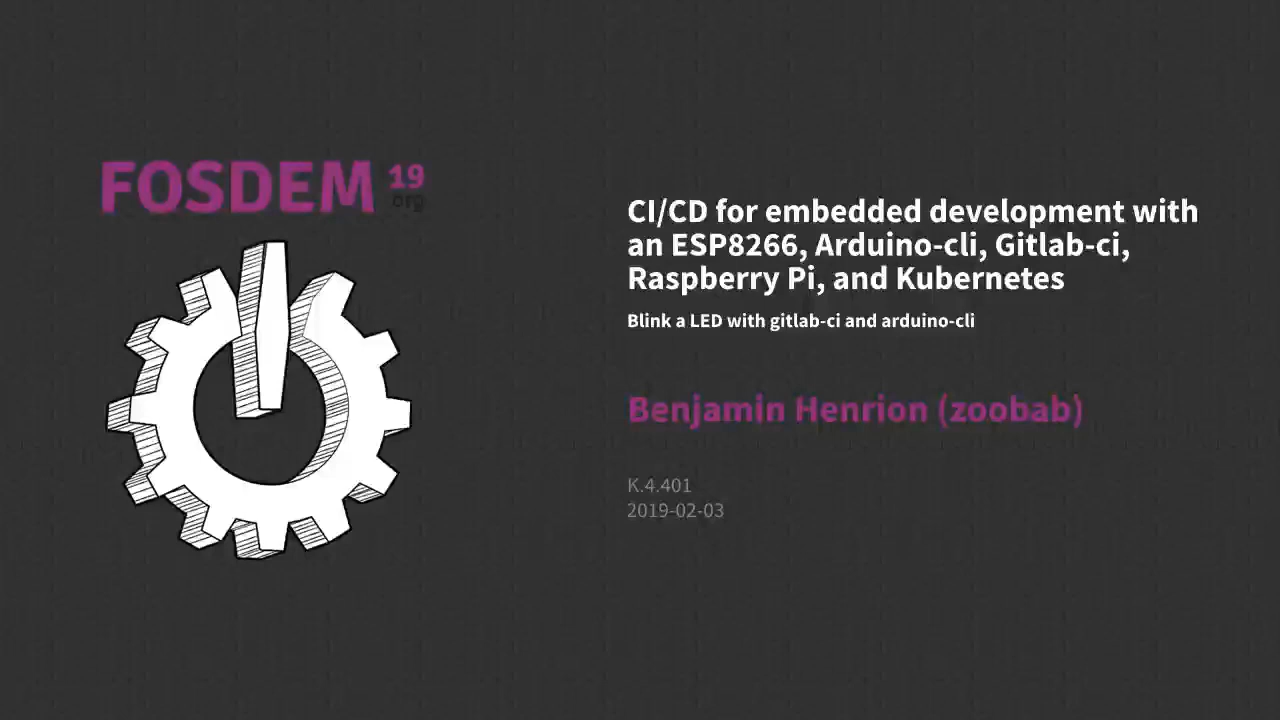 FOSDEM 19
org
CI/CD for embedded development with
an ESP8266, Arduino-cli, Gitlab-ci,
Raspberry Pi, and Kubernetes
Blink a LED with gitlab-ci and arduino-cli
Benjamin Henrion (zoobab)
K.4.401
2019-02-03